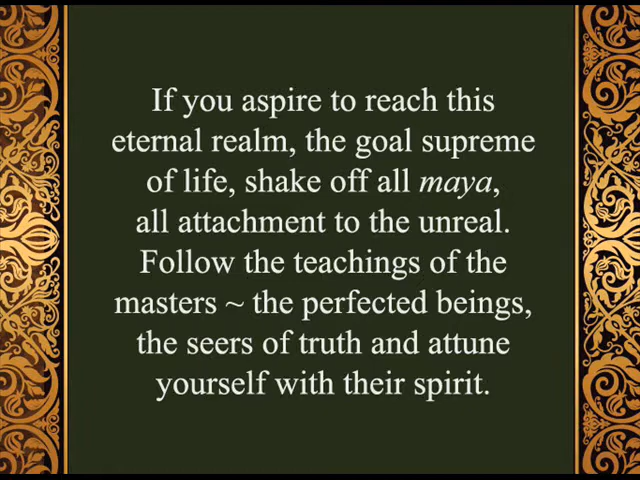 If you aspire to reach this
eternal realm, the goal supreme
of life, shake off all maya,
all attachment to the unreal.
Follow the teachings of the
masters ~ the perfected beings,
the seers of truth and attune
yourself with their spirit.